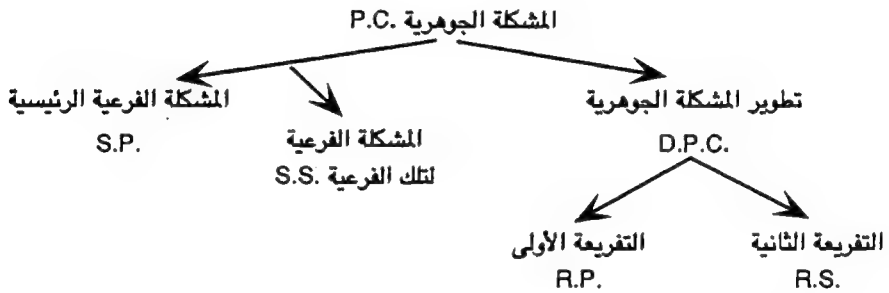 المشكلة الجوهرية P.C.
تطوير المشكلة الجوهرية
D.P.C.
المشكلة الفرعية الرئيسية
S.P.
المشكلة الفرعية
لتلك الفرعية S.S.
التفريعة الثانية
R.S.
التفريعة الأولى
R.P.